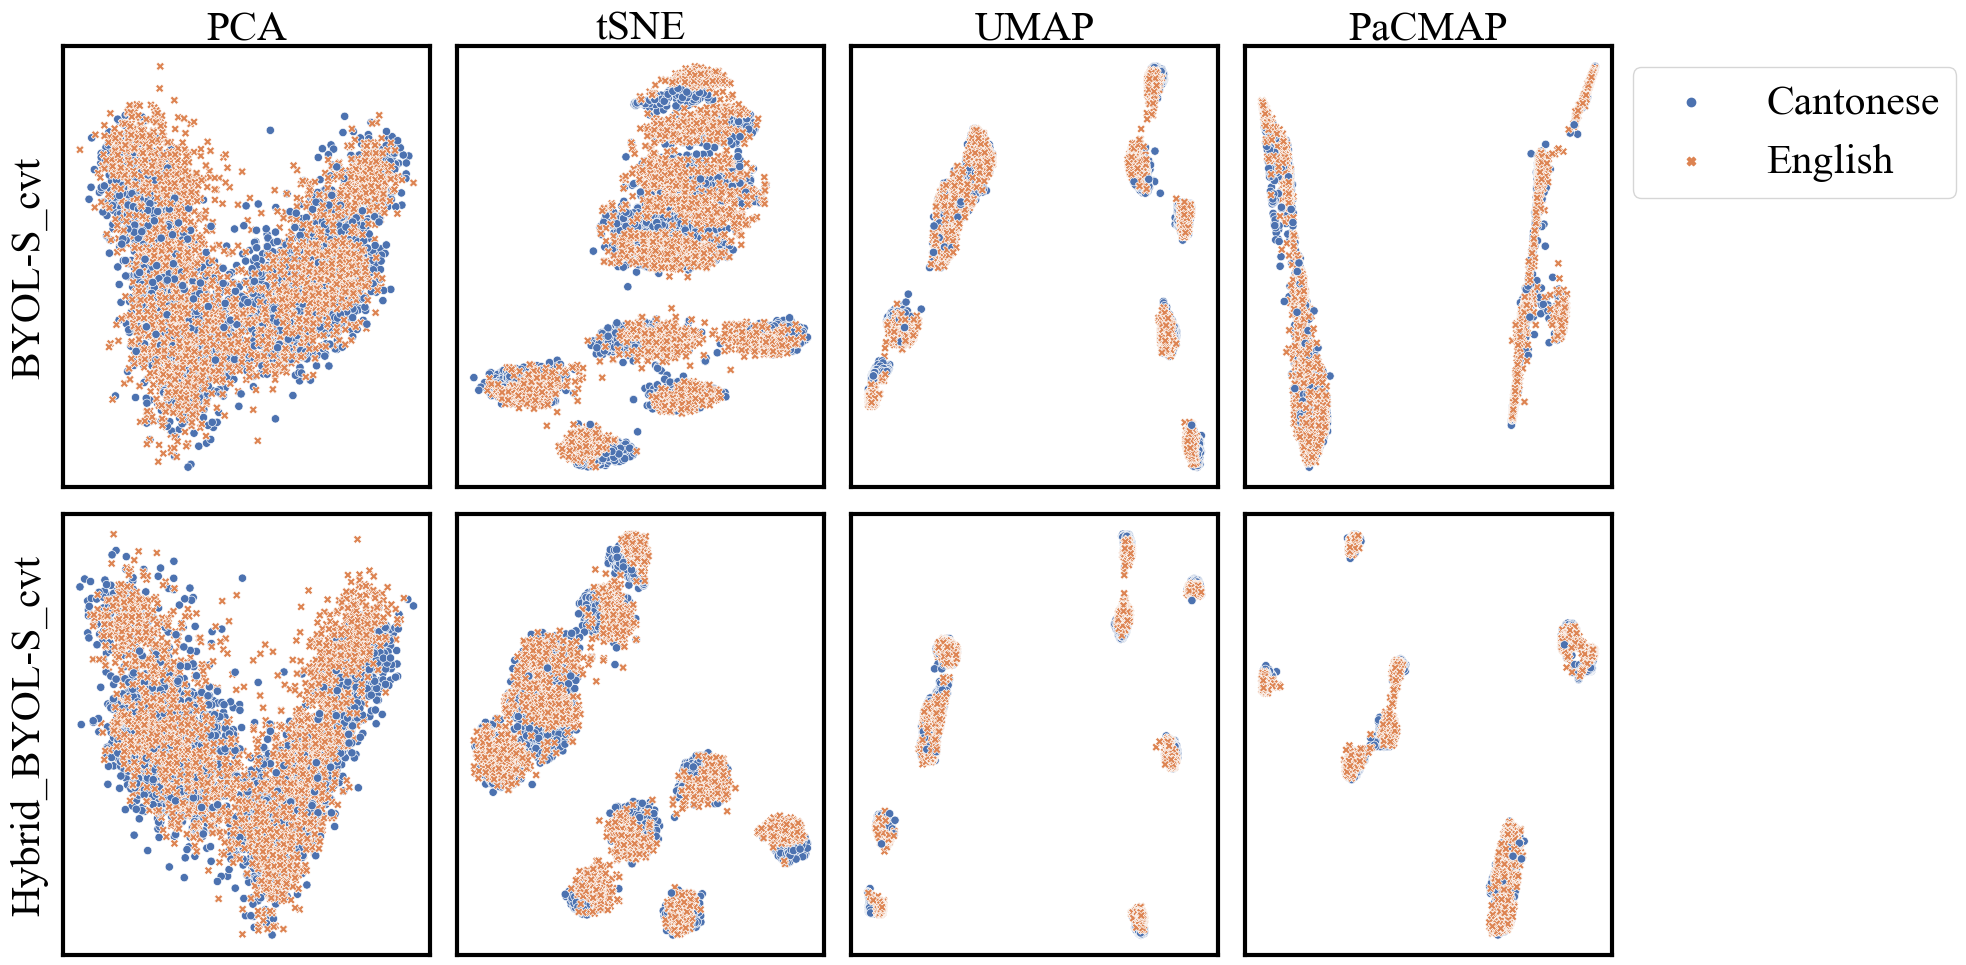 PCA
tSNE
UMAP
PaCMAP
Cantonese
English
BYOL-S_cvt
Hybrid_BYOL-S_cvt